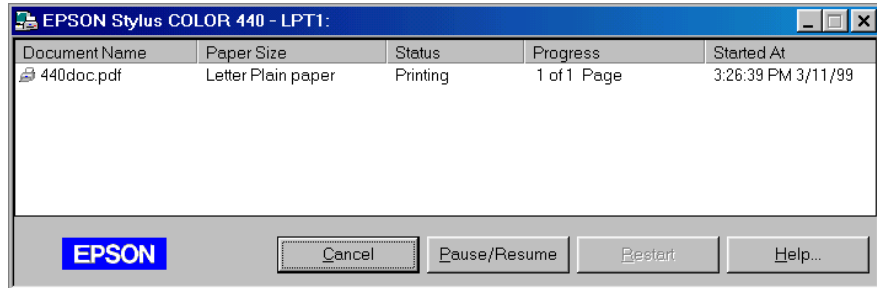 EPSON Stylus COLOR 440 - LPT1:
Document Name Paper Size Status Progress Started At
440doc.pdf Letter Plain paper Printing 1 of 1 Page 3:26:39 PM 3/11/99
EPSON Cancel Pause/Resume Restart Help...